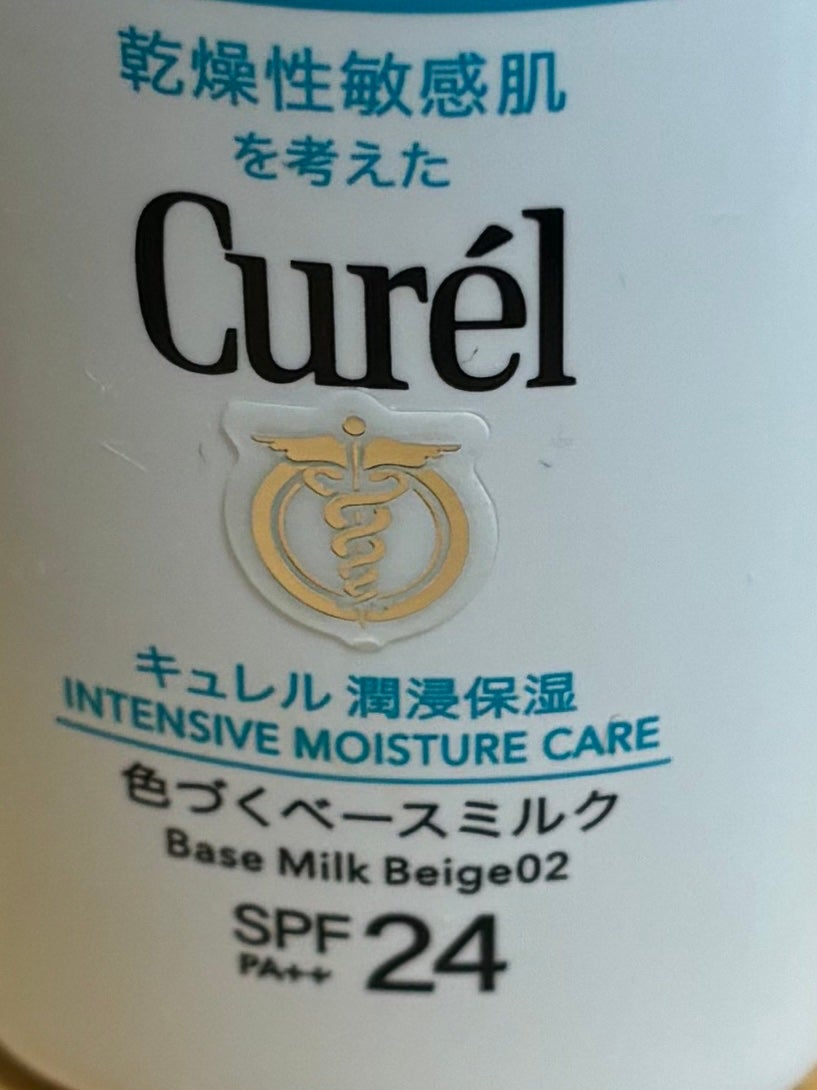 乾燥性敏感肌
を考えた
Curél
キュレル 潤浸保湿
INTENSIVE MOISTURE CARE
色づくベースミルク
Base Milk Beige02
SPF 24
PA++